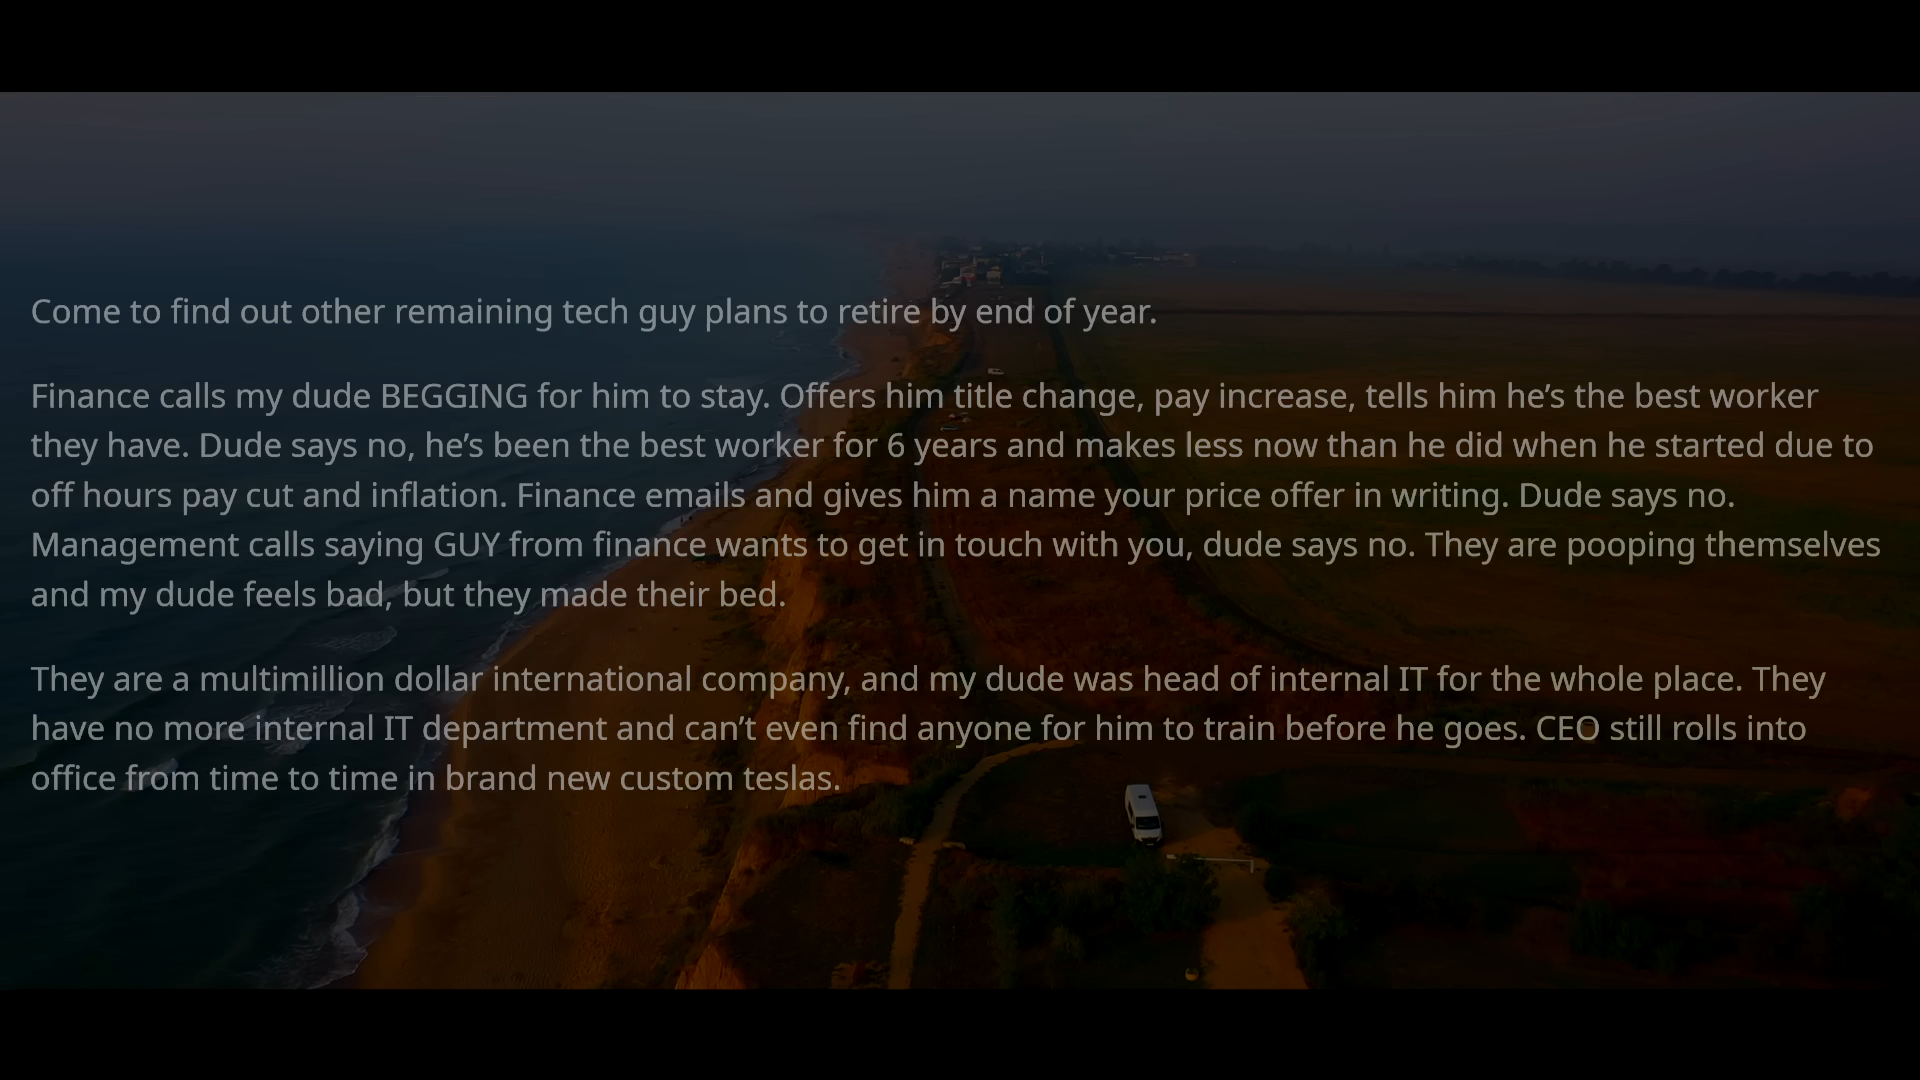 Come to find out other remaining tech guy plans to retire by end of year.
Finance calls my dude BEGGING for him to stay. Offers him title change, pay increase, tells him he’s the best worker
they have. Dude says no, he’s been the best worker for 6 years and makes less now than he did when he started due to
off hours pay cut and inflation. Finance emails and gives him a name your price offer in writing. Dude says no.
Management calls saying GUY from finance wants to get in touch with you, dude says no. They are pooping themselves
and my dude feels bad, but they made their bed.
They are a multimillion dollar international company, and my dude was head of internal IT for the whole place. They
have no more internal IT department and can’t even find anyone for him to train before he goes. CEO still rolls into
office from time to time in brand new custom teslas.